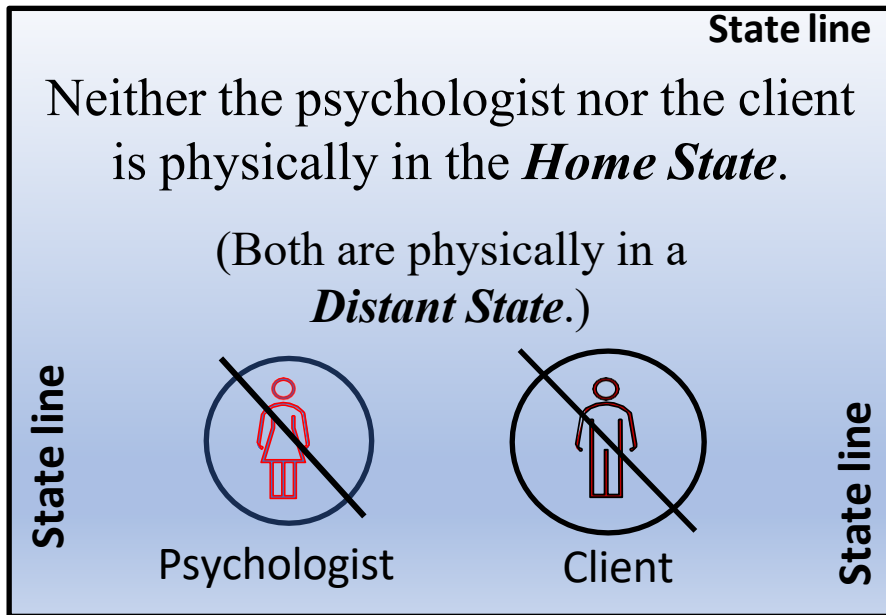 State line
Neither the psychologist nor the client
is physically in the Home State.
(Both are physically in a
Distant State.)
State line
State line
Psychologist
Client